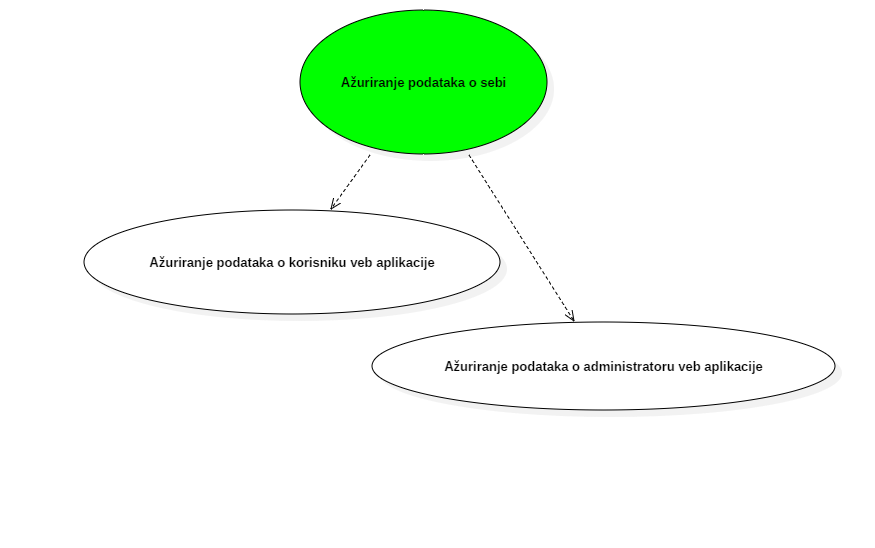 Ažuriranje podataka o sebi
Ažuriranje podataka o korisniku veb aplikacije
Ažuriranje podataka o administratoru veb aplikacije